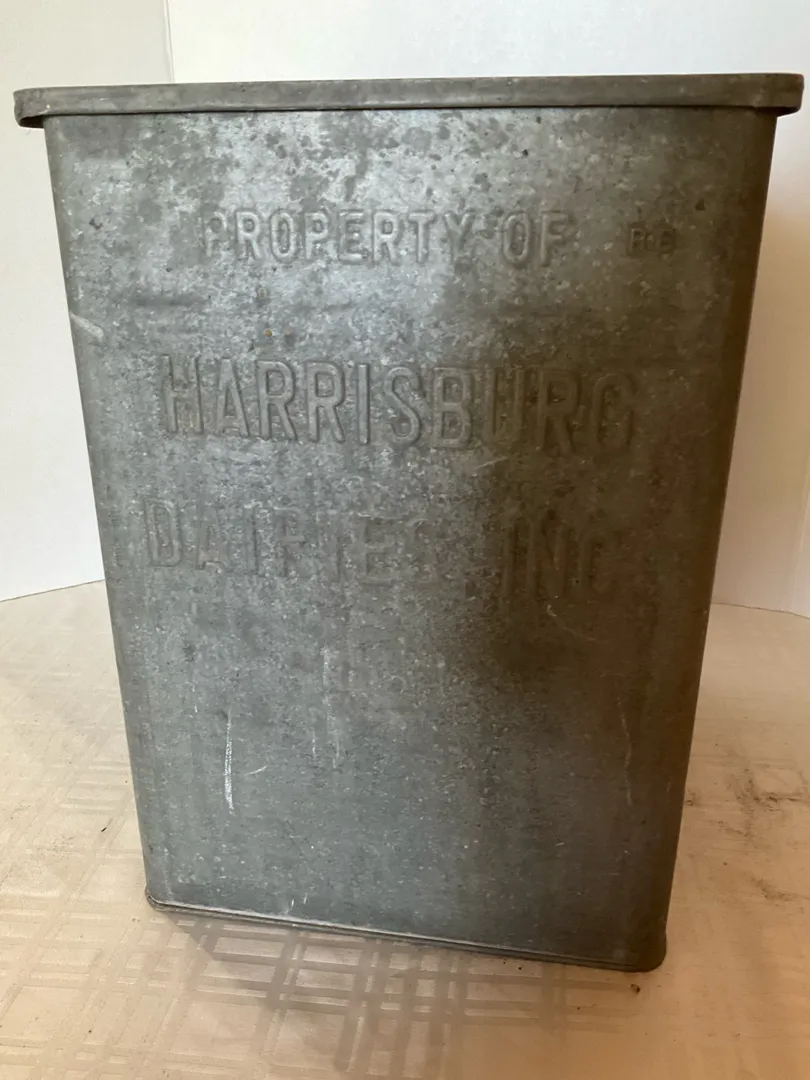 PROPERTY OF
HARRISBURG
DAIRIES, INC.